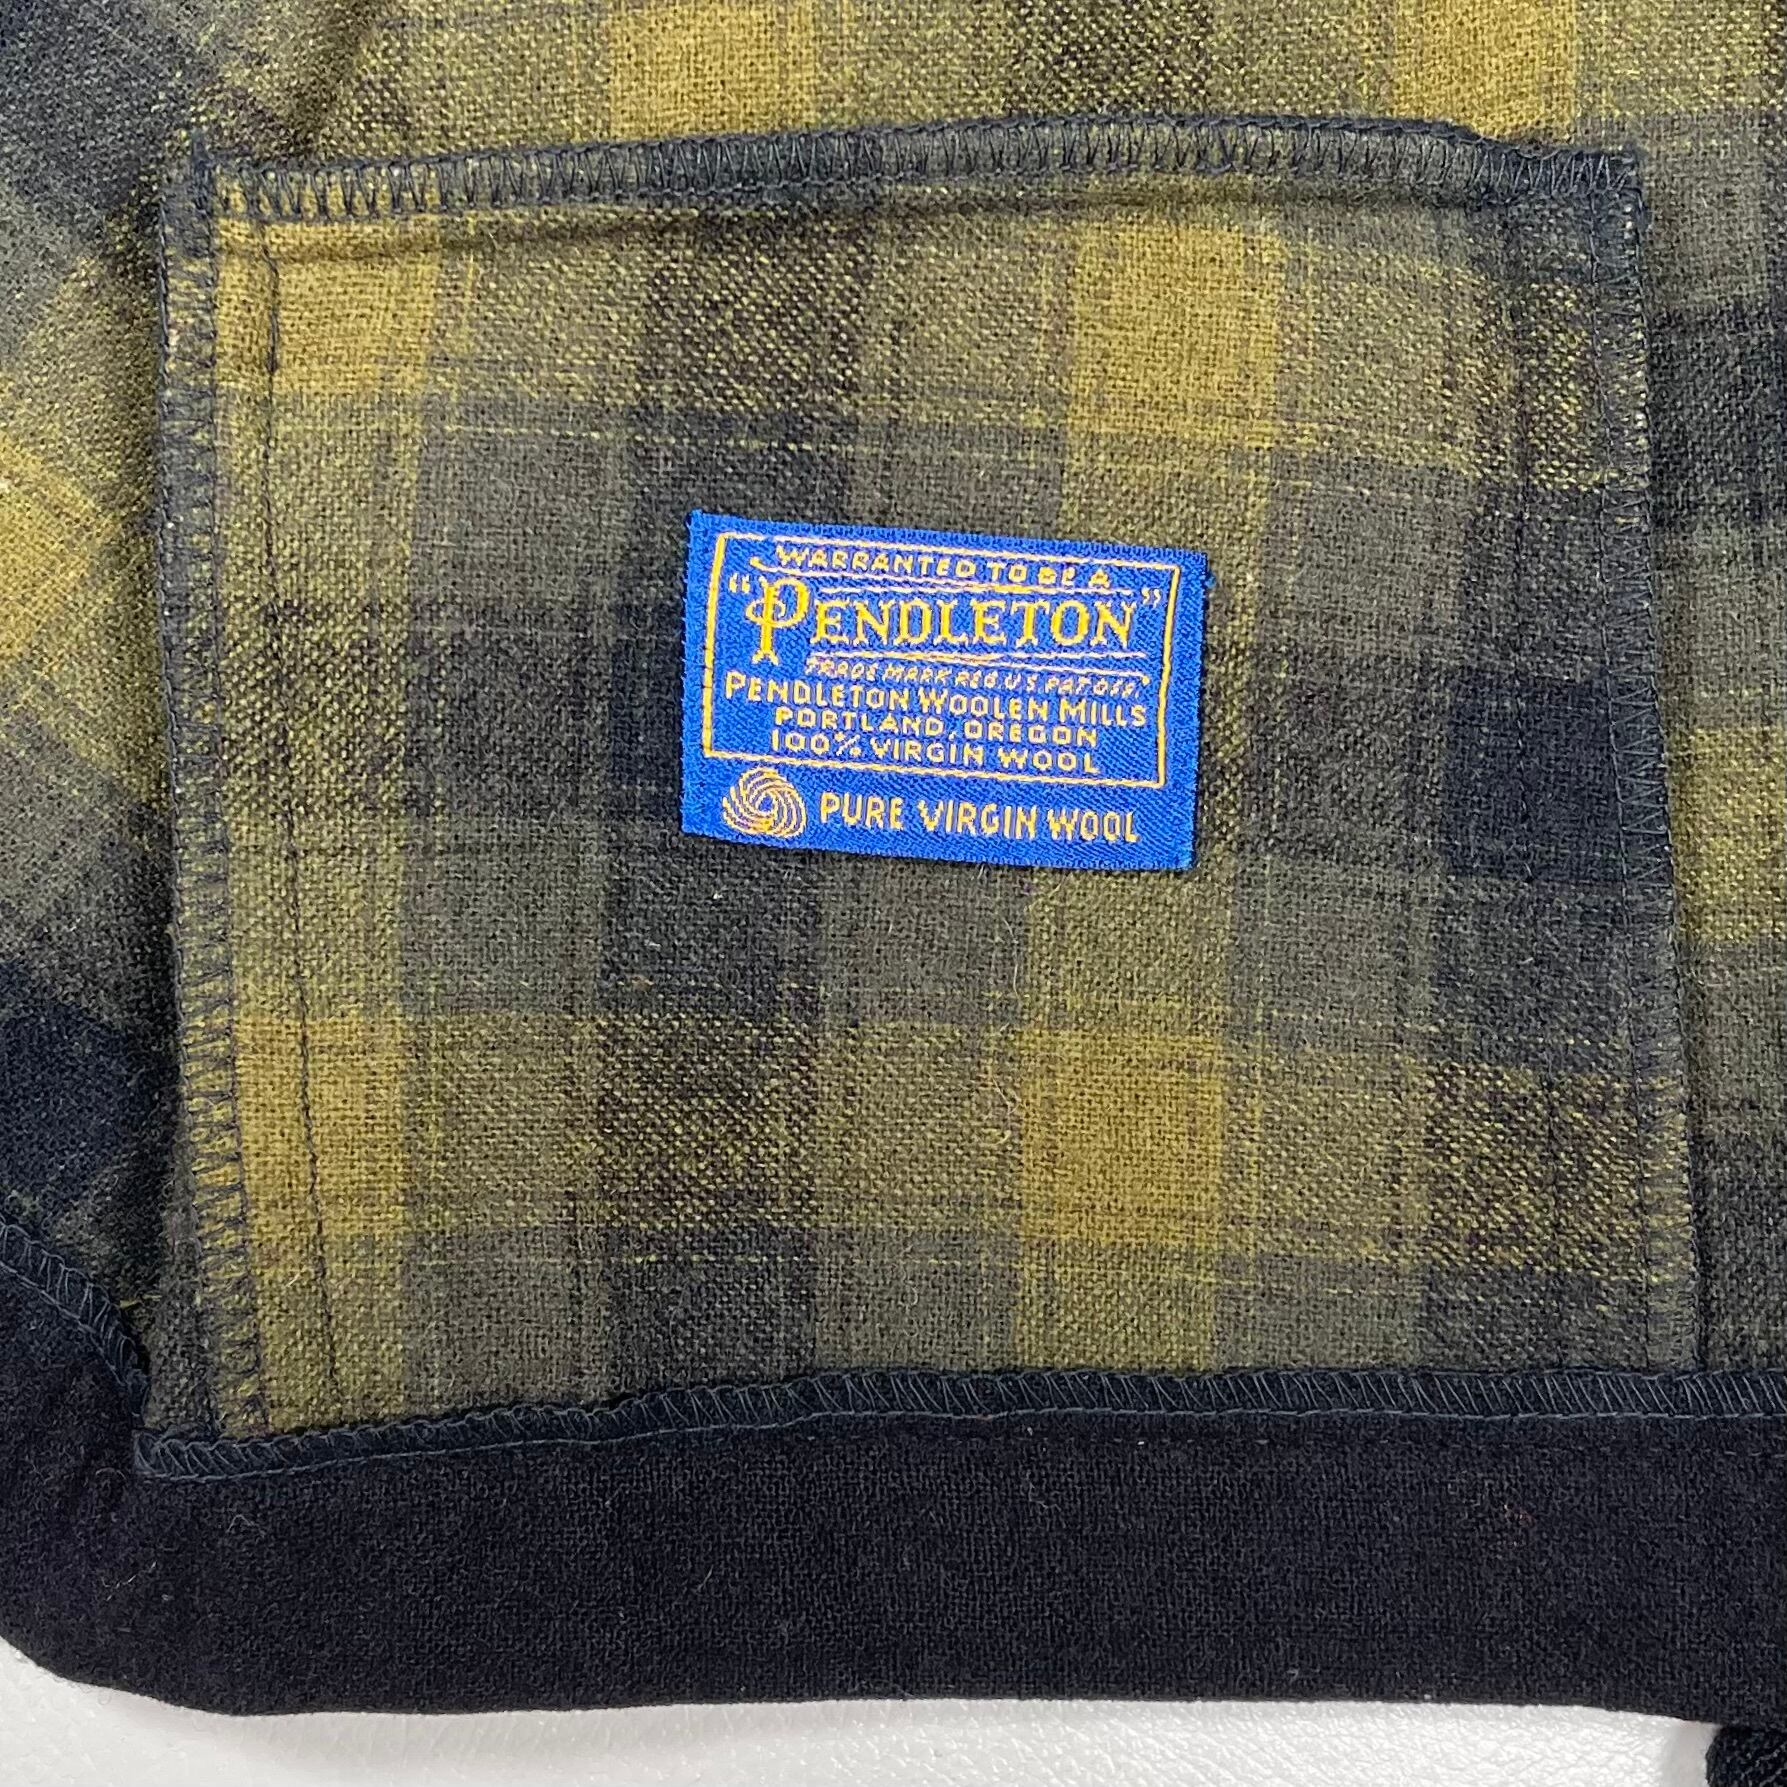 WARRANTED TO BE A
"PENDLETON"
TRADE MARK REG. U.S. PAT. OFF.
PENDLETON WOOLEN MILLS
PORTLAND, OREGON
100% VIRGIN WOOL
PURE VIRGIN WOOL